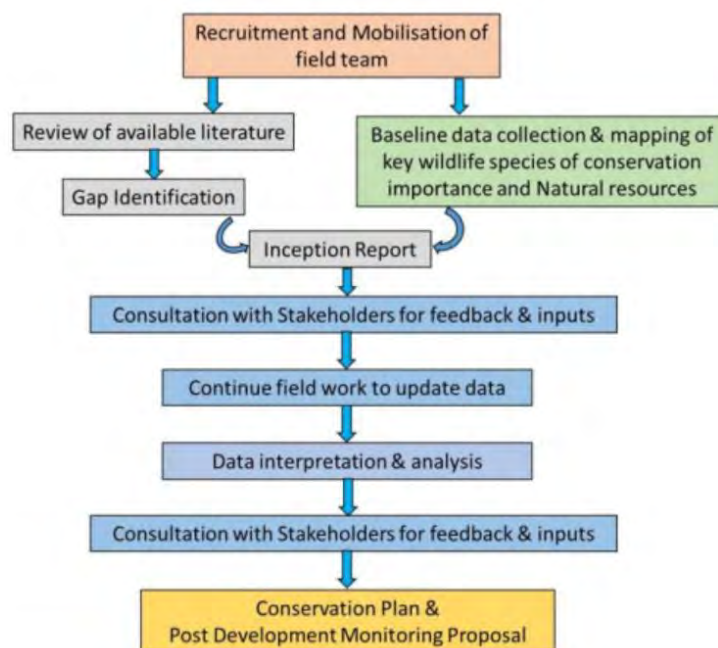 Recruitment and Mobilisation of
field team
Review of available literature
Baseline data collection & mapping of
key wildlife species of conservation
importance and Natural resources
Gap Identification
Inception Report
Consultation with Stakeholders for feedback & inputs
Continue field work to update data
Data interpretation & analysis
Consultation with Stakeholders for feedback & inputs
Conservation Plan &
Post Development Monitoring Proposal